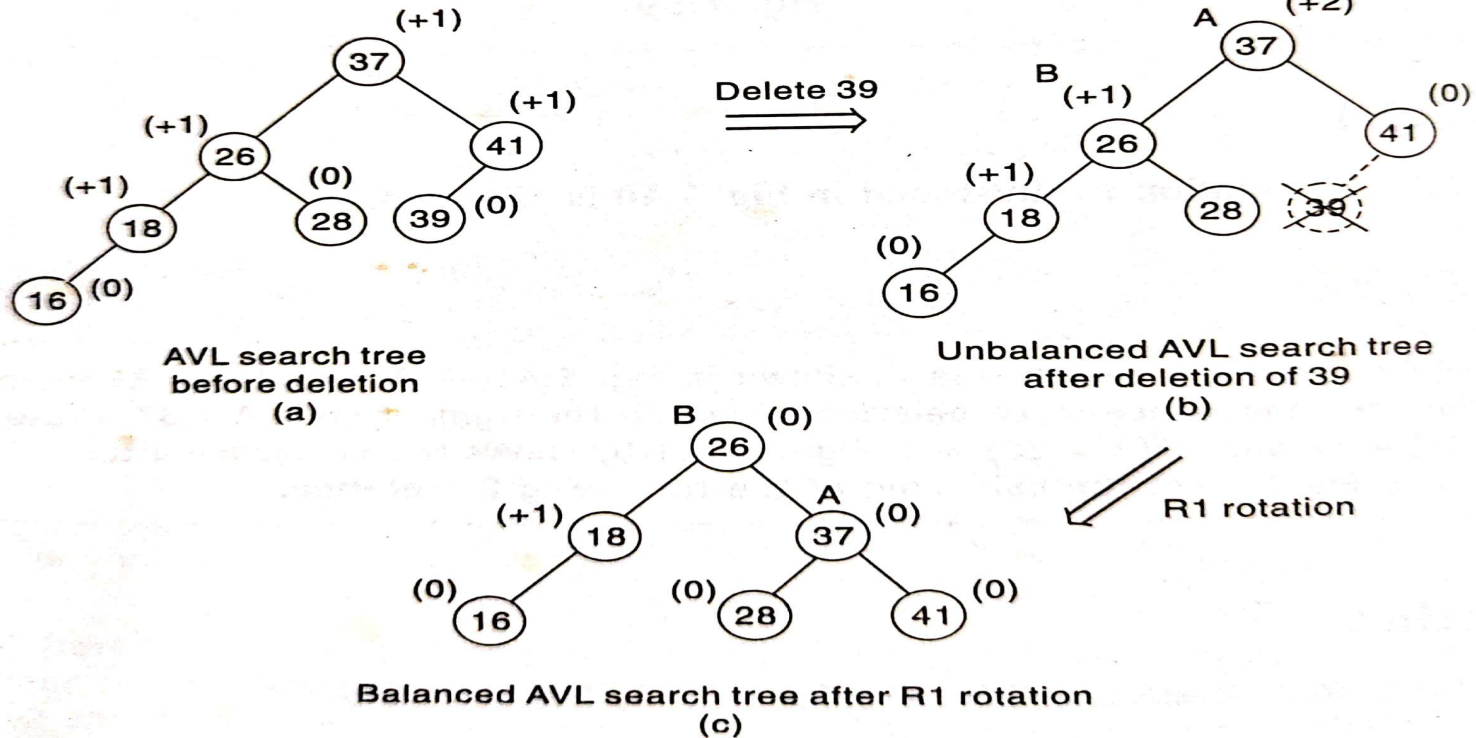 (+1)
37
(+1)
26
(+1)
41
(+1)
18
(0)
28
39
(0)
16
(0)
AVL search tree
before deletion
(a)
Delete 39
(+2)
A
37
B
(+1)
26
(0)
41
(+1)
18
28
39
(0)
16
Unbalanced AVL search tree
after deletion of 39
(b)
R1 rotation
B
(0)
26
(+1)
18
A
37
(0)
(0)
16
(0)
28
41
(0)
Balanced AVL search tree after R1 rotation
(c)